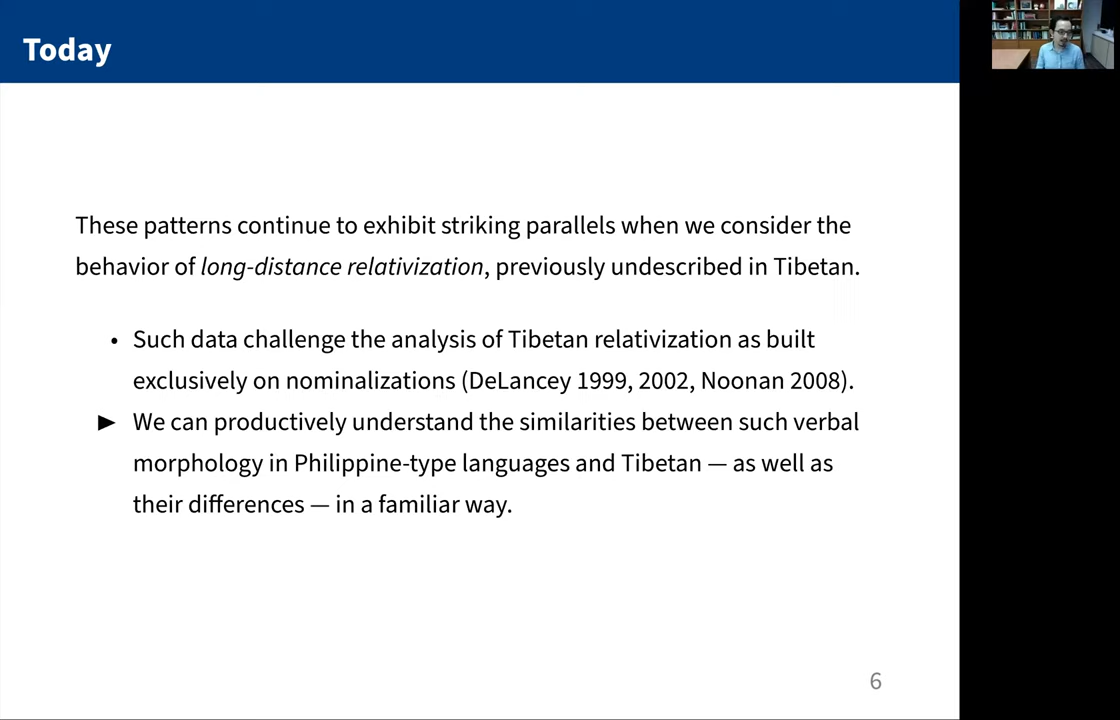 Today
These patterns continue to exhibit striking parallels when we consider the
behavior of long-distance relativization, previously undescribed in Tibetan.
• Such data challenge the analysis of Tibetan relativization as built
exclusively on nominalizations (DeLancey 1999, 2002, Noonan 2008).
► We can productively understand the similarities between such verbal
morphology in Philippine-type languages and Tibetan — as well as
their differences — in a familiar way.
6